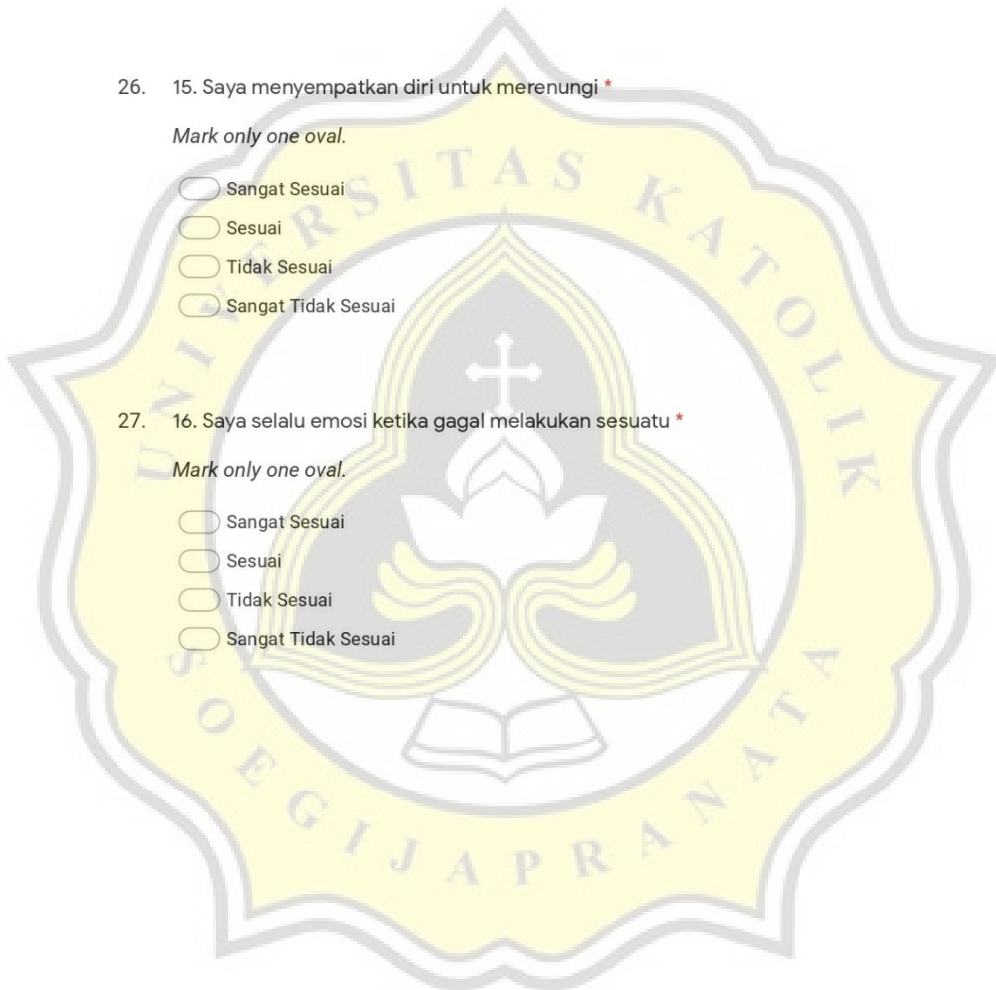 26. 15. Saya menyempatkan diri untuk merenungi *
Mark only one oval.
Sangat Sesuai
Sesuai
Tidak Sesuai
Sangat Tidak Sesuai
27. 16. Saya selalu emosi ketika gagal melakukan sesuatu *
Mark only one oval.
Sangat Sesuai
Sesuai
Tidak Sesuai
Sangat Tidak Sesuai
UNIVERSITAS KATOLIK
SOEGIJAPRANATA